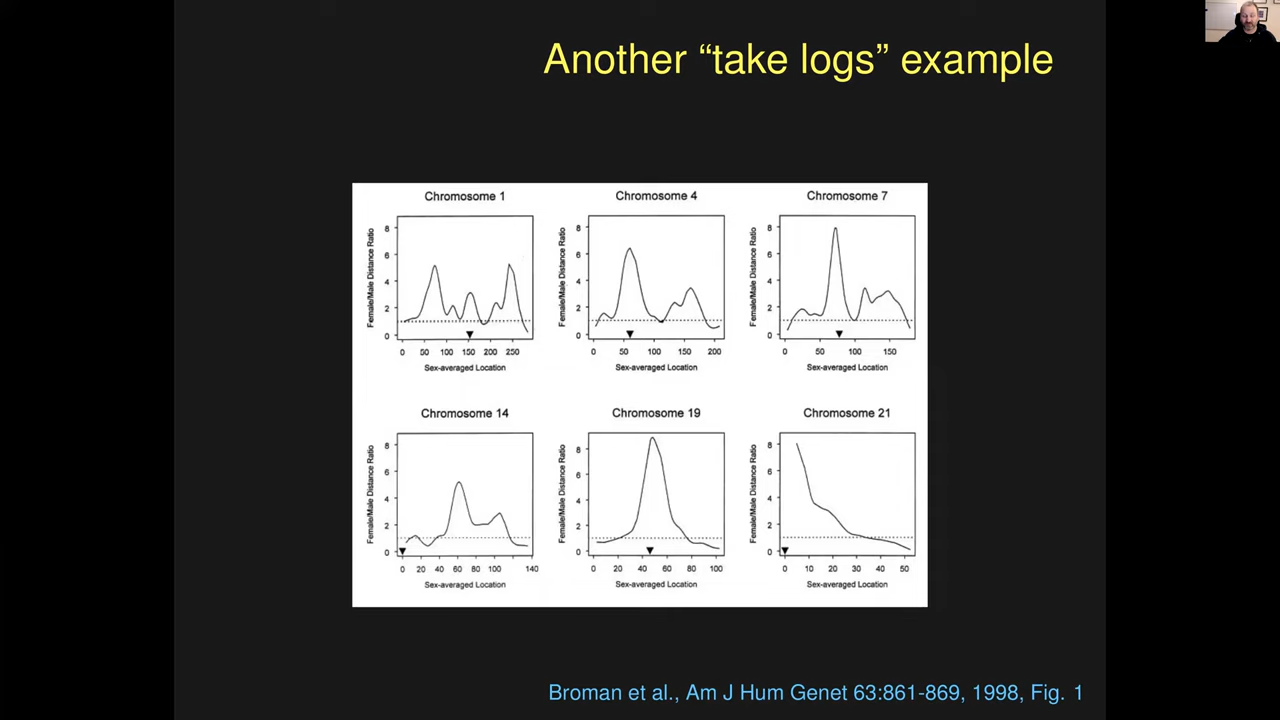 Another “take logs” example
Chromosome 1
Chromosome 4
Chromosome 7
Female/Male Distance Ratio
8
6
4
2
0
0 50 100 150 200 250
Sex-averaged Location
Female/Male Distance Ratio
8
6
4
2
0
0 50 100 150 200
Sex-averaged Location
Female/Male Distance Ratio
8
6
4
2
0
0 50 100 150
Sex-averaged Location
Chromosome 14
Chromosome 19
Chromosome 21
Female/Male Distance Ratio
8
6
4
2
0
0 20 40 60 80 100 140
Sex-averaged Location
Female/Male Distance Ratio
8
6
4
2
0
0 20 40 60 80 100
Sex-averaged Location
Female/Male Distance Ratio
8
6
4
2
0
0 10 20 30 40 50
Sex-averaged Location
Broman et al., Am J Hum Genet 63:861-869, 1998, Fig. 1